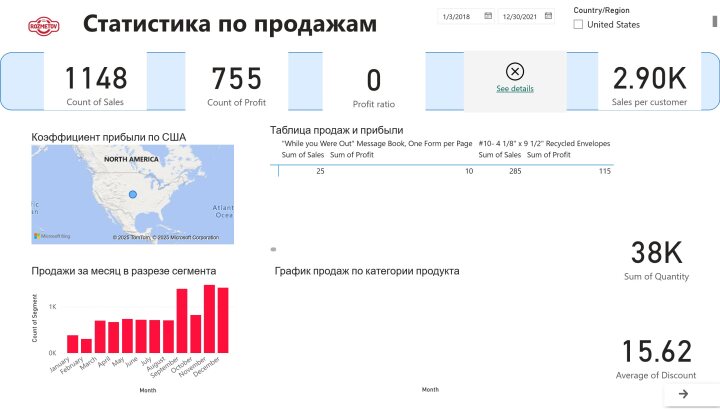 ROZMETOV
Статистика по продажам
1/3/2018
12/30/2021
Country/Region
United States
1148
Count of Sales
755
Count of Profit
0
Profit ratio
See details
2.90K
Sales per customer
Коэффициент прибыли по США
NORTH AMERICA
Atlant
Ocea
fic
an
Microsoft Bing
© 2025 TomTom, © 2025 Microsoft Corporation
Таблица продаж и прибыли
"While you Were Out" Message Book, One Form per Page #10- 4 1/8" x 9 1/2" Recycled Envelopes
Sum of Sales Sum of Profit Sum of Sales Sum of Profit
25 10 285 115
38K
Sum of Quantity
Продажи за месяц в разрезе сегмента
Count of Segment
1K
0K
January February March April May June July August September October November December
Month
График продаж по категории продукта
Month
15.62
Average of Discount